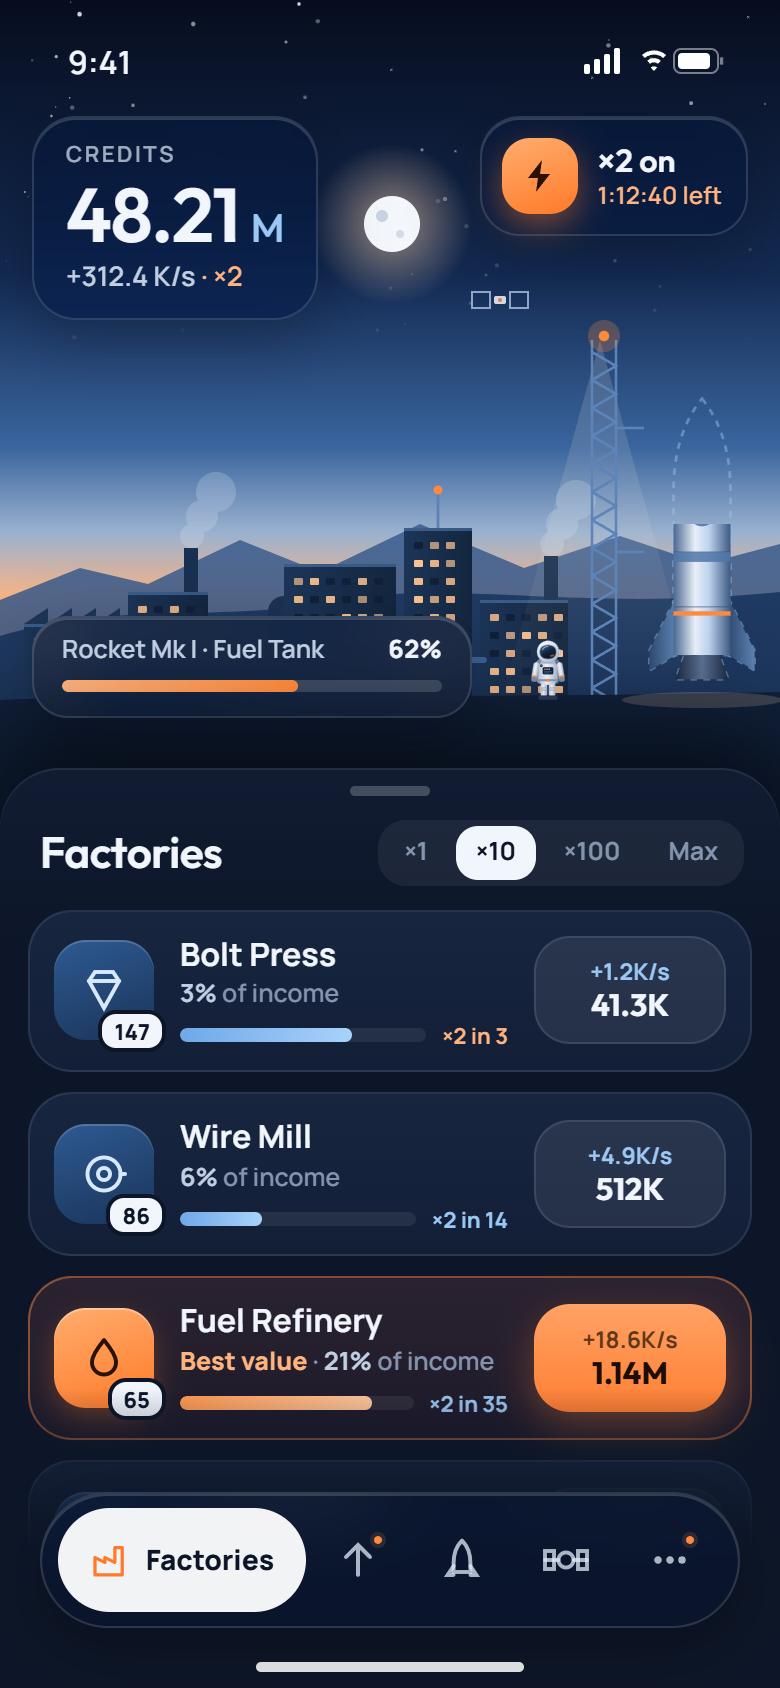 9:41
CREDITS
48.21 M
+312.4 K/s · ×2
×2 on
1:12:40 left
Rocket Mk I · Fuel Tank 62%
Factories
×1 ×10 ×100 Max
Bolt Press
3% of income
147
×2 in 3
+1.2K/s
41.3K
Wire Mill
6% of income
86
×2 in 14
+4.9K/s
512K
Fuel Refinery
Best value · 21% of income
65
×2 in 35
+18.6K/s
1.14M
Factories